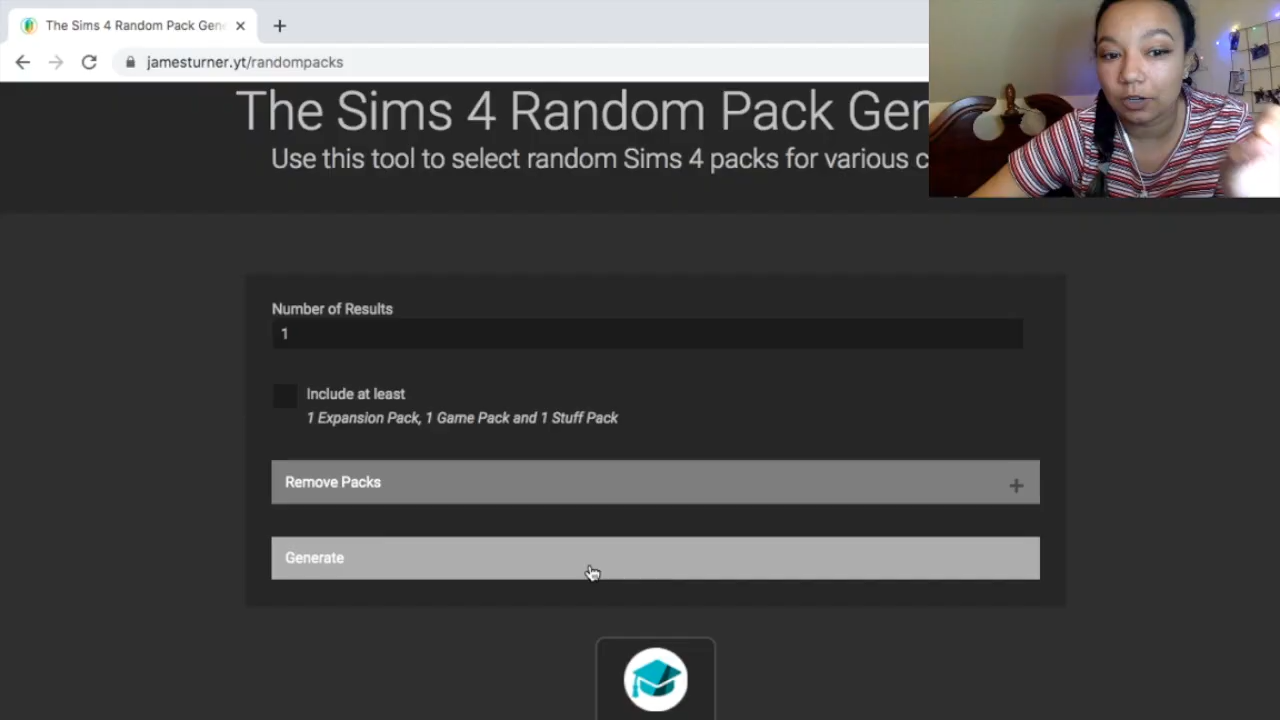 The Sims 4 Random Pack Gen
jamesturner.yt/randompacks
The Sims 4 Random Pack Gen
Use this tool to select random Sims 4 packs for various c
Number of Results
1
Include at least
1 Expansion Pack, 1 Game Pack and 1 Stuff Pack
Remove Packs
Generate